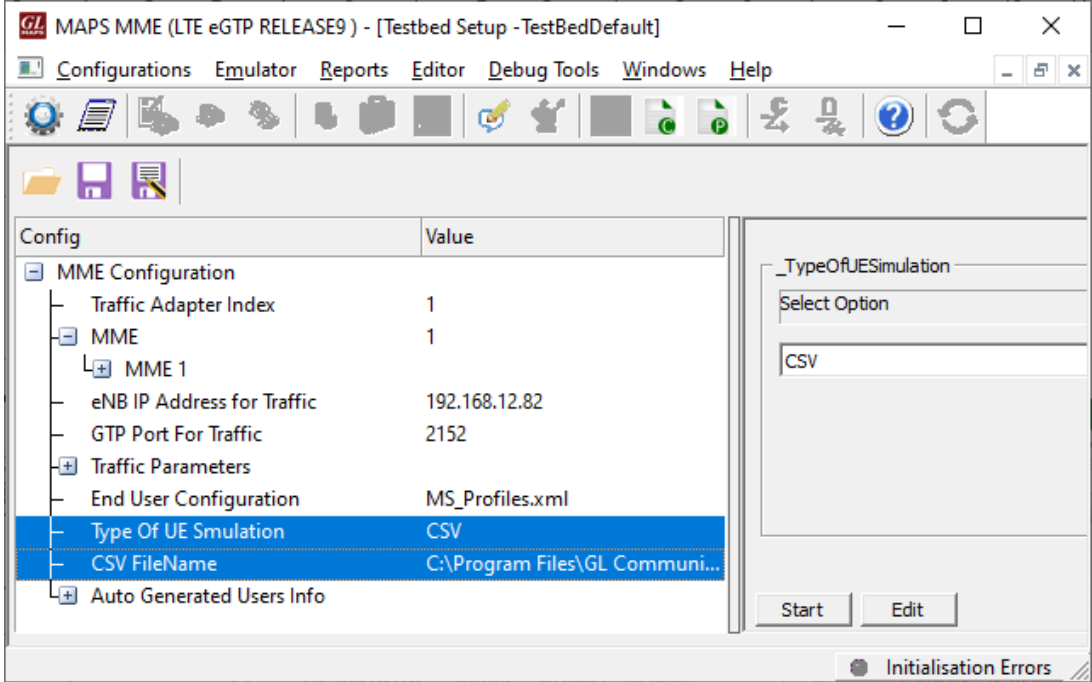 GL MAPS MAPS MME (LTE eGTP RELEASE9 ) - [Testbed Setup -TestBedDefault]
Configurations Emulator Reports Editor Debug Tools Windows Help
C P ?
Config Value
MME Configuration
Traffic Adapter Index 1
MME 1
MME 1
eNB IP Address for Traffic 192.168.12.82
GTP Port For Traffic 2152
Traffic Parameters
End User Configuration MS_Profiles.xml
Type Of UE Smulation CSV
CSV FileName C:\Program Files\GL Communi...
Auto Generated Users Info
_TypeOfUESimulation
Select Option
CSV
Start Edit
Initialisation Errors